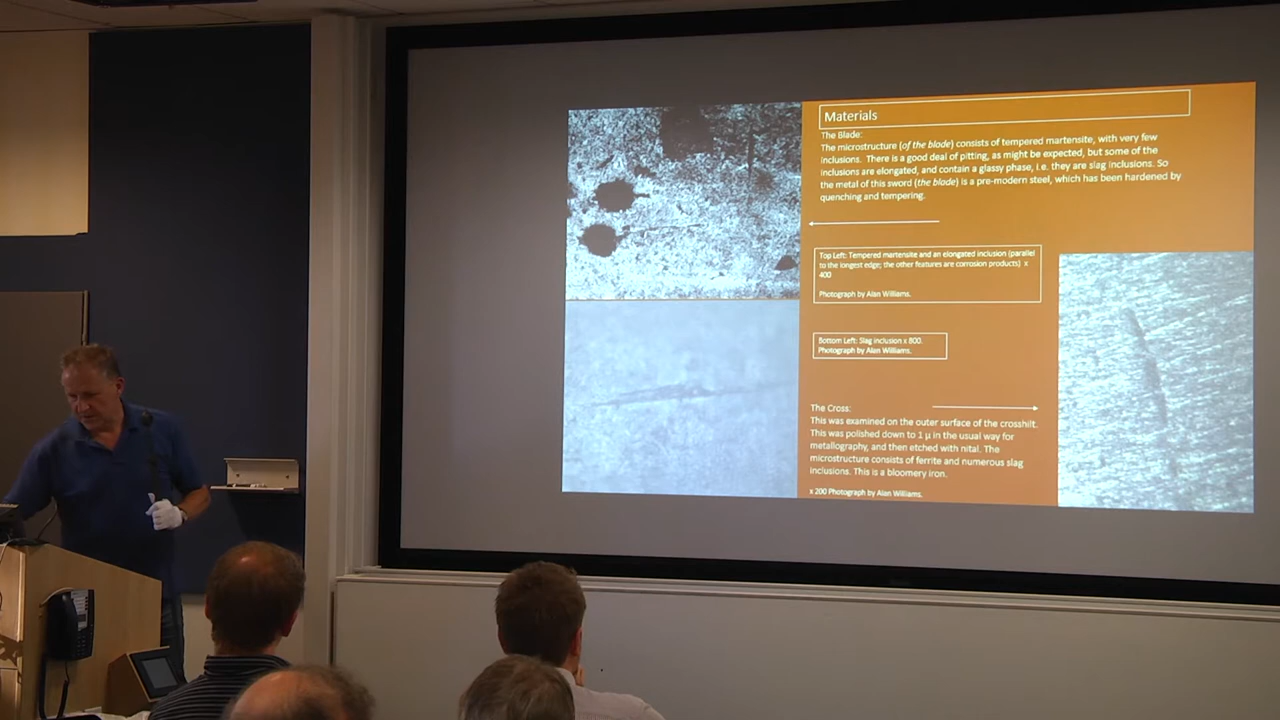 Materials
The Blade:
The microstructure (of the blade) consists of tempered martensite, with very few
inclusions. There is a good deal of pitting, as might be expected, but some of the
inclusions are elongated, and contain a glassy phase, i.e. they are slag inclusions. So
the metal of this sword (the blade) is a pre-modern steel, which has been hardened by
quenching and tempering.
Top Left: Tempered martensite and an elongated inclusion (parallel
to the longest edge; the other features are corrosion products) x
400
Photograph by Alan Williams.
Bottom Left: Slag inclusion x 800.
Photograph by Alan Williams.
The Cross:
This was examined on the outer surface of the crosshilt.
This was polished down to 1 µ in the usual way for
metallography, and then etched with nital. The
microstructure consists of ferrite and numerous slag
inclusions. This is a bloomery iron.
x 200 Photograph by Alan Williams.